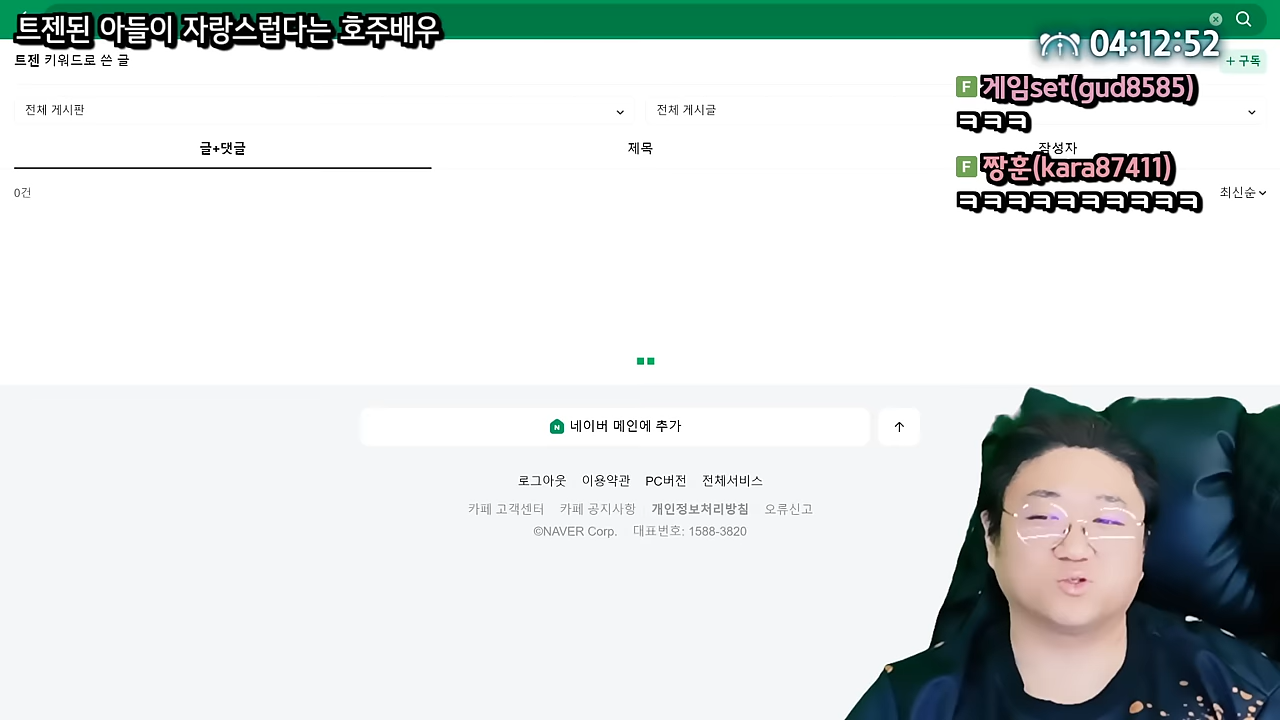 트젠된 아들이 자랑스럽다는 호주배우
04:12:52
트젠 키워드로 쓴 글
+ 구독
F 게임set(gud8585)
ㅋㅋㅋ
전체 게시판
전체 게시글
글+댓글
제목
작성자
F 짱훈(kara87411)
ㅋㅋㅋㅋㅋㅋㅋㅋㅋㅋ
0건
최신순
네이버 메인에 추가
로그아웃 이용약관 PC버전 전체서비스
카페 고객센터 카페 공지사항 개인정보처리방침 오류신고
©NAVER Corp. 대표번호: 1588-3820